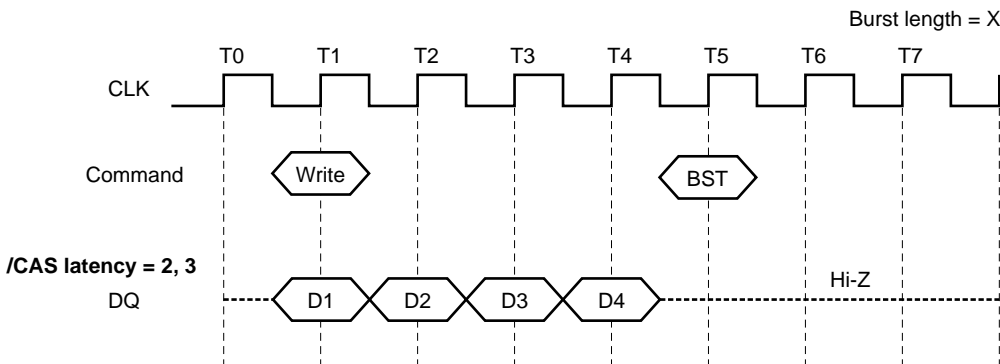 Burst length = X
T0 T1 T2 T3 T4 T5 T6 T7
CLK
Command Write BST
/CAS latency = 2, 3
Hi-Z
DQ D1 D2 D3 D4